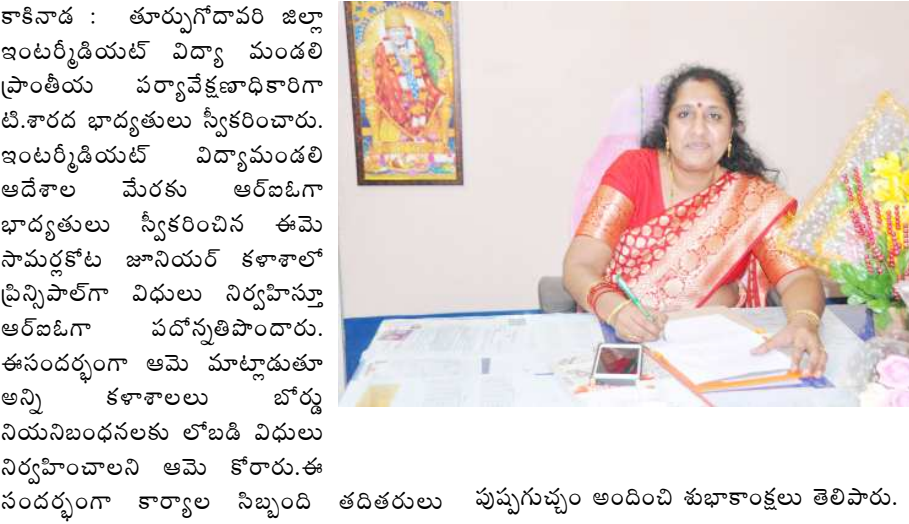 కాకినాడ : తూర్పుగోదావరి జిల్లా
ఇంటర్మీడియట్ విద్యా మండలి
ప్రాంతీయ పర్యావేక్షణాధికారిగా
టి.శారద భాద్యతులు స్వీకరించారు.
ఇంటర్మీడియట్ విద్యామండలి
ఆదేశాల మేరకు ఆర్ఐఓగా
భాద్యతులు స్వీకరించిన ఈమె
సామర్లకోట జూనియర్ కళాశాలో
ప్రిన్సిపాల్‌గా విధులు నిర్వహిస్తూ
ఆర్ఐఓగా పదోన్నతిపొందారు.
ఈసందర్భంగా ఆమె మాట్లాడుతూ
అన్ని కళాశాలలు బోర్డు
నియనిబంధనలకు లోబడి విధులు
నిర్వహించాలని ఆమె కోరారు.ఈ
సందర్భంగా కార్యాల సిబ్బంది తదితరులు పుష్పగుచ్ఛం అందించి శుభాకాంక్షలు తెలిపారు.